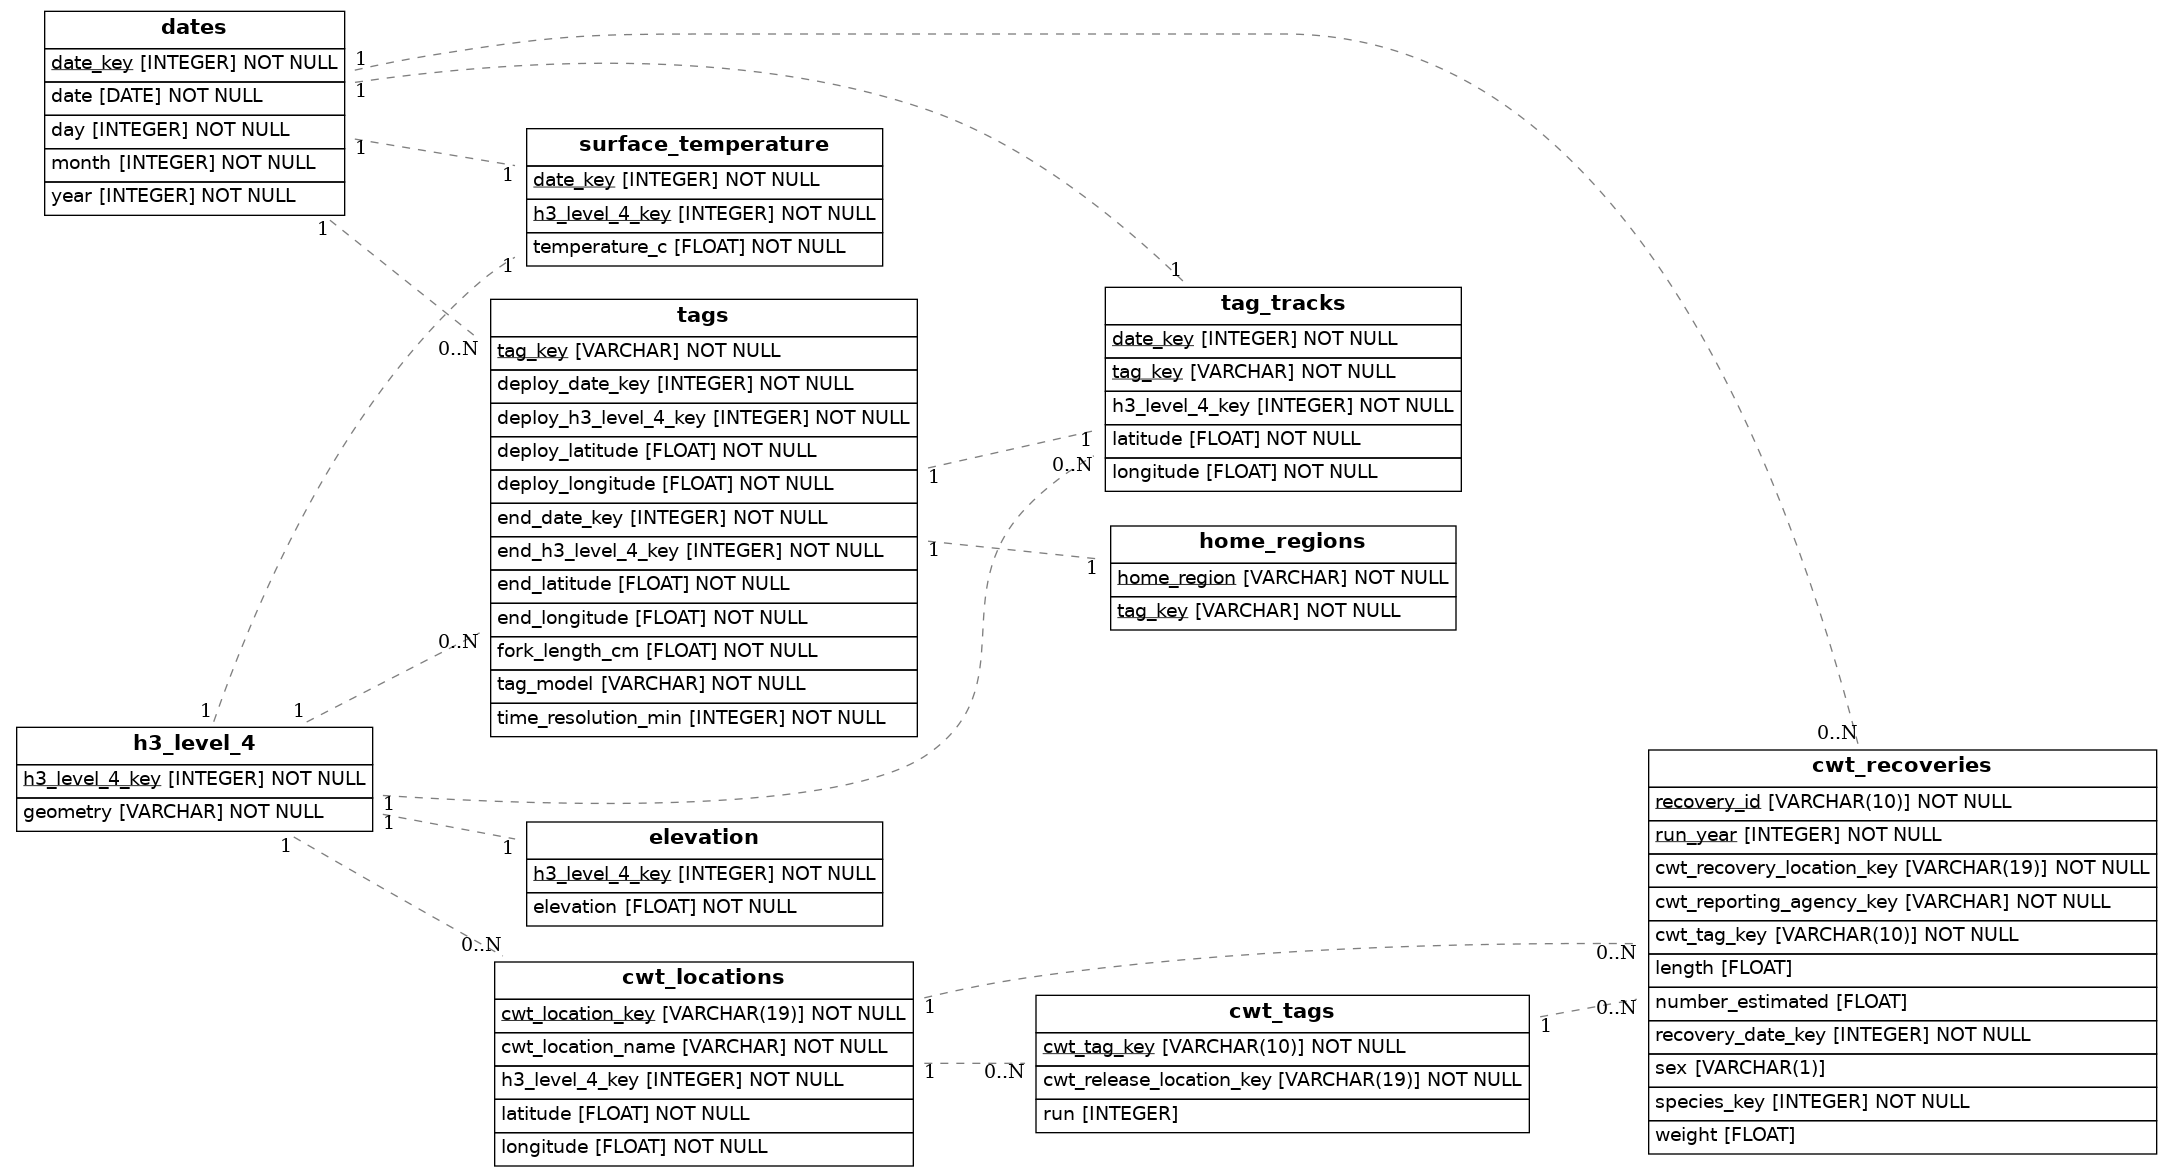 dates
date_key [INTEGER] NOT NULL
date [DATE] NOT NULL
day [INTEGER] NOT NULL
month [INTEGER] NOT NULL
year [INTEGER] NOT NULL
1
1
1
1
surface_temperature
date_key [INTEGER] NOT NULL
h3_level_4_key [INTEGER] NOT NULL
temperature_c [FLOAT] NOT NULL
1
1
tags
tag_key [VARCHAR] NOT NULL
deploy_date_key [INTEGER] NOT NULL
deploy_h3_level_4_key [INTEGER] NOT NULL
deploy_latitude [FLOAT] NOT NULL
deploy_longitude [FLOAT] NOT NULL
end_date_key [INTEGER] NOT NULL
end_h3_level_4_key [INTEGER] NOT NULL
end_latitude [FLOAT] NOT NULL
end_longitude [FLOAT] NOT NULL
fork_length_cm [FLOAT] NOT NULL
tag_model [VARCHAR] NOT NULL
time_resolution_min [INTEGER] NOT NULL
0..N
0..N
1
1
tag_tracks
date_key [INTEGER] NOT NULL
tag_key [VARCHAR] NOT NULL
h3_level_4_key [INTEGER] NOT NULL
latitude [FLOAT] NOT NULL
longitude [FLOAT] NOT NULL
1
1
0..N
home_regions
home_region [VARCHAR] NOT NULL
tag_key [VARCHAR] NOT NULL
1
h3_level_4
h3_level_4_key [INTEGER] NOT NULL
geometry [VARCHAR] NOT NULL
1
1
1
1
1
elevation
h3_level_4_key [INTEGER] NOT NULL
elevation [FLOAT] NOT NULL
1
cwt_locations
cwt_location_key [VARCHAR(19)] NOT NULL
cwt_location_name [VARCHAR] NOT NULL
h3_level_4_key [INTEGER] NOT NULL
latitude [FLOAT] NOT NULL
longitude [FLOAT] NOT NULL
0..N
1
1
cwt_tags
cwt_tag_key [VARCHAR(10)] NOT NULL
cwt_release_location_key [VARCHAR(19)] NOT NULL
run [INTEGER]
0..N
1
cwt_recoveries
recovery_id [VARCHAR(10)] NOT NULL
run_year [INTEGER] NOT NULL
cwt_recovery_location_key [VARCHAR(19)] NOT NULL
cwt_reporting_agency_key [VARCHAR] NOT NULL
cwt_tag_key [VARCHAR(10)] NOT NULL
length [FLOAT]
number_estimated [FLOAT]
recovery_date_key [INTEGER] NOT NULL
sex [VARCHAR(1)]
species_key [INTEGER] NOT NULL
weight [FLOAT]
0..N
0..N
0..N